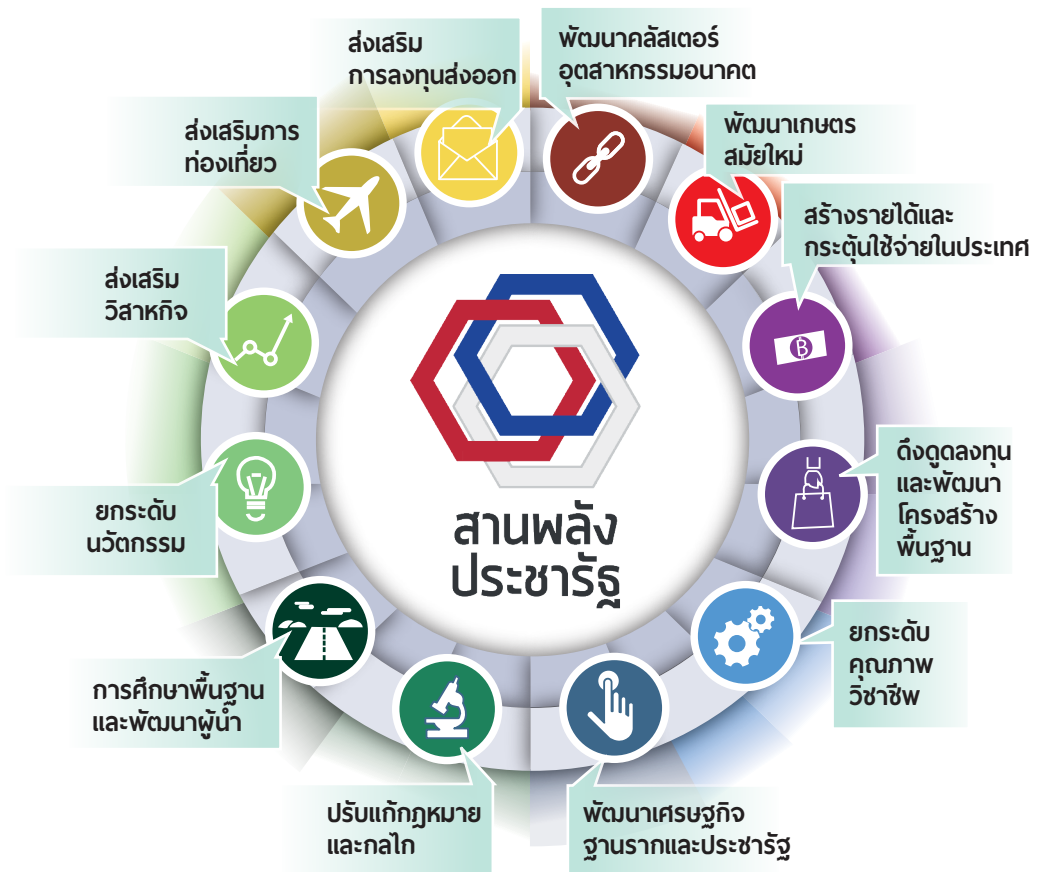 ส่งเสริม
การลงทุนส่งออก
พัฒนาคลัสเตอร์
อุตสาหกรรมอนาคต
ส่งเสริมการ
ท่องเที่ยว
พัฒนาเกษตร
สมัยใหม่
สร้างรายได้และ
กระตุ้นใช้จ่ายในประเทศ
ส่งเสริม
วิสาหกิจ
ดึงดูดลงทุน
และพัฒนา
โครงสร้าง
พื้นฐาน
ยกระดับ
นวัตกรรม
สานพลัง
ประชารัฐ
ยกระดับ
คุณภาพ
วิชาชีพ
การศึกษาพื้นฐาน
และพัฒนาผู้นำ
ปรับแก้กฎหมาย
และกลไก
พัฒนาเศรษฐกิจ
ฐานรากและประชารัฐ